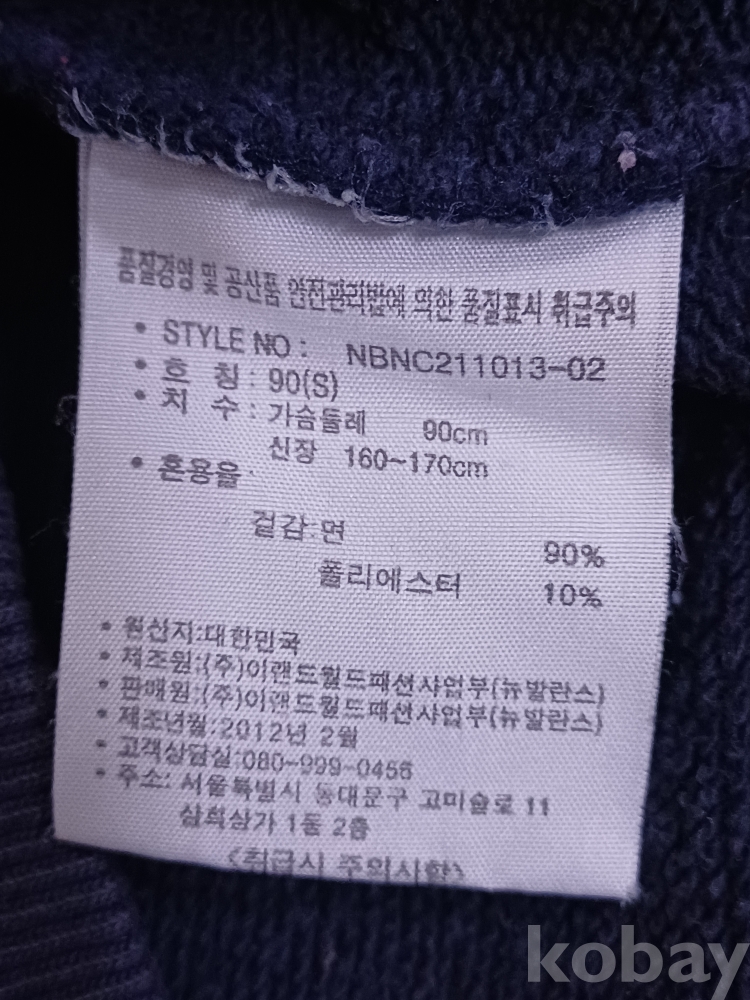 품질경영 및 공산품 안전관리법에 의한 품질표시 취급주의
• STYLE NO : NBNC211013-02
• 호 칭 : 90(S)
• 치 수 : 가슴둘레 90cm
신장 160~170cm
• 혼용율
겉감:면 90%
폴리에스터 10%
• 원산지:대한민국
• 제조원:(주)이랜드월드패션사업부(뉴발란스)
• 판매원:(주)이랜드월드패션사업부(뉴발란스)
• 제조년월:2012년 2월
• 고객상담실:080-999-0456
• 주소: 서울특별시 동대문구 고미술로 11
삼희상가 1동 2층
<취급시 주의사항>
kobay